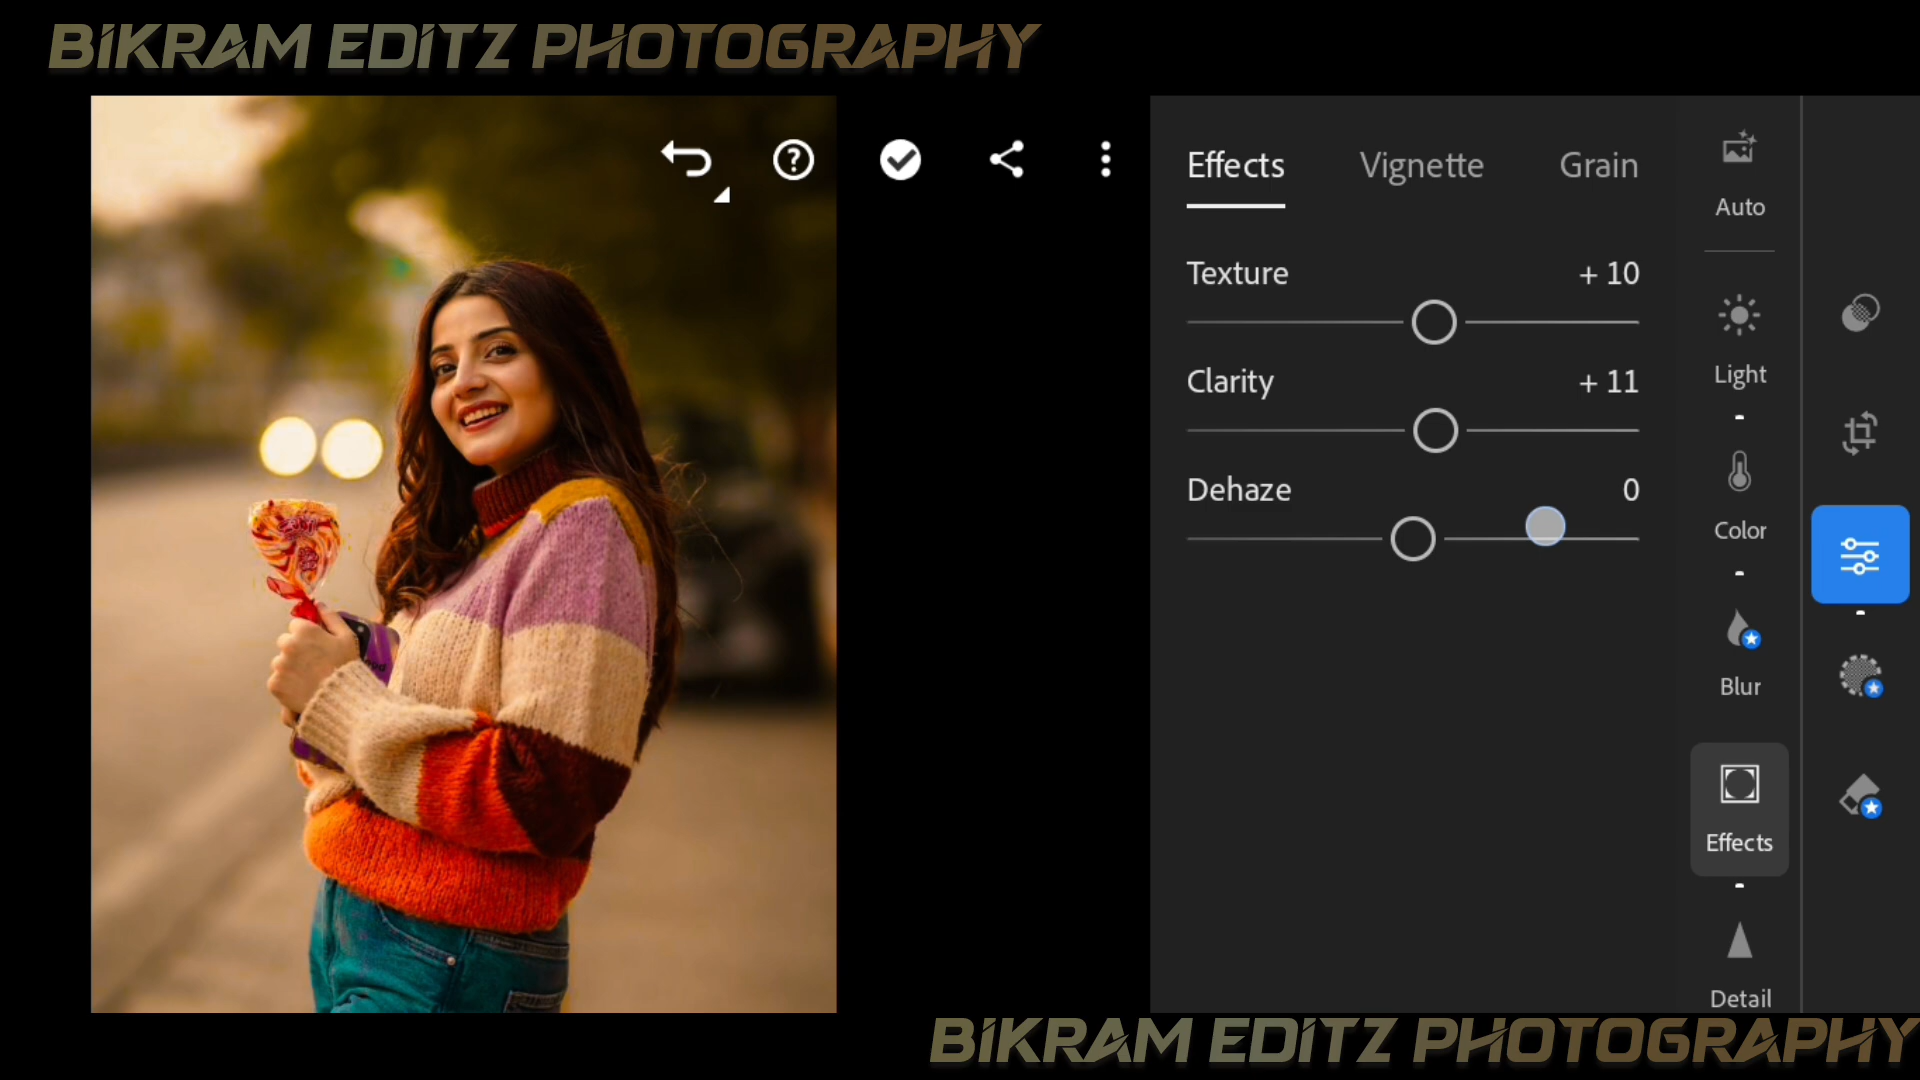 BiKRAM EDiTZ PHOTOGRAPHY
Effects Vignette Grain
Texture + 10
Clarity + 11
Dehaze 0
Auto
Light
Color
Blur
Effects
Detail
BiKRAM EDiTZ PHOTOGRAPHY